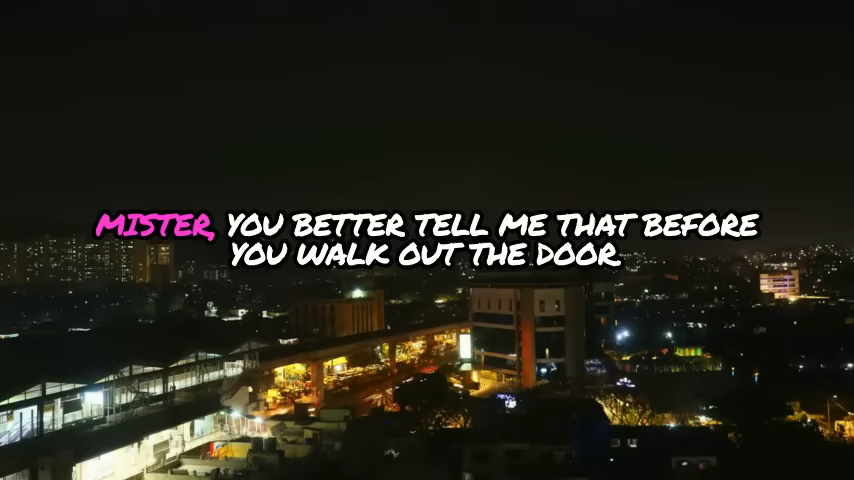 MISTER, YOU BETTER TELL ME THAT BEFORE
YOU WALK OUT THE DOOR.